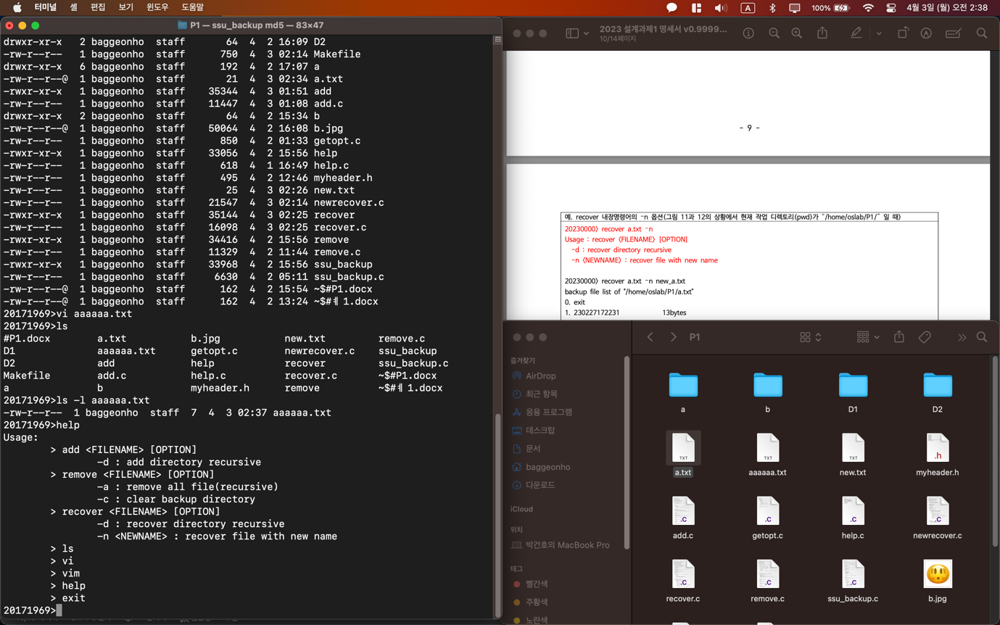 터미널 셸 편집 보기 윈도우 도움말 A 100% 4월 3일 (월) 오전 2:38
P1 — ssu_backup md5 — 83×47
drwxr-xr-x 2 baggeonho staff 64 4 2 16:09 D2
-rw-r--r-- 1 baggeonho staff 750 4 3 02:14 Makefile
drwxr-xr-x 6 baggeonho staff 192 4 2 17:07 a
-rw-r--r--@ 1 baggeonho staff 21 4 3 02:34 a.txt
-rwxr-xr-x 1 baggeonho staff 35344 4 3 01:51 add
-rw-r--r-- 1 baggeonho staff 11447 4 3 01:08 add.c
drwxr-xr-x 2 baggeonho staff 64 4 2 15:34 b
-rw-r--r--@ 1 baggeonho staff 50064 4 2 16:08 b.jpg
-rw-r--r-- 1 baggeonho staff 850 4 2 01:33 getopt.c
-rwxr-xr-x 1 baggeonho staff 33056 4 2 15:56 help
-rw-r--r-- 1 baggeonho staff 618 4 1 16:49 help.c
-rw-r--r-- 1 baggeonho staff 495 4 2 12:46 myheader.h
-rw-r--r-- 1 baggeonho staff 25 4 3 02:26 new.txt
-rw-r--r-- 1 baggeonho staff 21547 4 3 02:14 newrecover.c
-rwxr-xr-x 1 baggeonho staff 35144 4 3 02:25 recover
-rw-r--r-- 1 baggeonho staff 16098 4 3 02:25 recover.c
-rwxr-xr-x 1 baggeonho staff 34416 4 2 15:56 remove
-rw-r--r-- 1 baggeonho staff 11329 4 2 11:44 remove.c
-rwxr-xr-x 1 baggeonho staff 33968 4 2 15:56 ssu_backup
-rw-r--r-- 1 baggeonho staff 6630 4 2 05:11 ssu_backup.c
-rw-r--r--@ 1 baggeonho staff 162 4 2 15:54 ~$#P1.docx
-rw-r--r--@ 1 baggeonho staff 162 4 2 13:24 ~$# 1.docx
20171969>vi aaaaaa.txt
20171969>ls
#P1.docx a.txt b.jpg new.txt remove.c
D1 aaaaaa.txt getopt.c newrecover.c ssu_backup
D2 add help recover ssu_backup.c
Makefile add.c help.c recover.c ~$#P1.docx
a b myheader.h remove ~$# 1.docx
20171969>ls -l aaaaaa.txt
-rw-r--r-- 1 baggeonho staff 7 4 3 02:37 aaaaaa.txt
20171969>help
Usage:
> add <FILENAME> [OPTION]
-d : add directory recursive
> remove <FILENAME> [OPTION]
-a : remove all file(recursive)
-c : clear backup directory
> recover <FILENAME> [OPTION]
-d : recover directory recursive
-n <NEWNAME> : recover file with new name
> ls
> vi
> vim
> help
> exit
20171969>
2023 설계과제1 명세서 v0.9999...
10/14페이지
- 9 -
예. recover 내장명령어의 -n 옵션(그림 11과 12의 상황에서 현재 작업 디렉토리(pwd)가 "/home/oslab/P1/" 일 때)
20230000> recover a.txt -n
Usage : recover <FILENAME> [OPTION]
-d : recover directory recursive
-n <NEWNAME> : recover file with new name
20230000> recover a.txt -n new_a.txt
backup file list of "/home/oslab/P1/a.txt"
0. exit
1. 230227172231 13bytes
P1
즐겨찾기
AirDrop
최근 항목
응용 프로그램
데스크탑
문서
baggeonho
다운로드
iCloud
위치
박건호의 MacBook Pro
태그
빨간색
주황색
노란색
a b D1 D2
TXT TXT TXT .h
a.txt aaaaaa.txt new.txt myheader.h
.C .C .C .C
add.c getopt.c help.c newrecover.c
.C .C .C
recover.c remove.c ssu_backup.c b.jpg